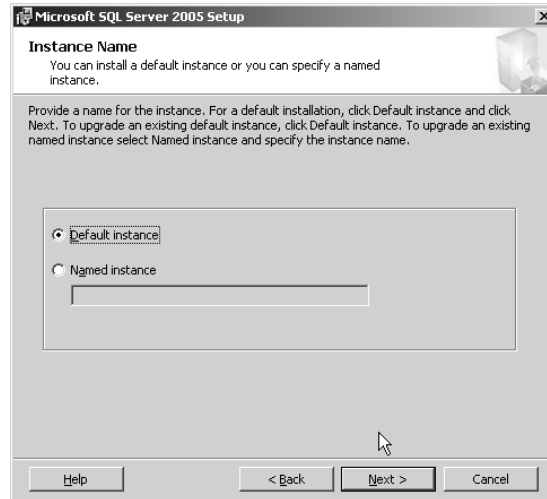 Microsoft SQL Server 2005 Setup
Instance Name
You can install a default instance or you can specify a named
instance.
Provide a name for the instance. For a default installation, click Default instance and click
Next. To upgrade an existing default instance, click Default instance. To upgrade an existing
named instance select Named instance and specify the instance name.
Default instance
Named instance
Help
< Back
Next >
Cancel